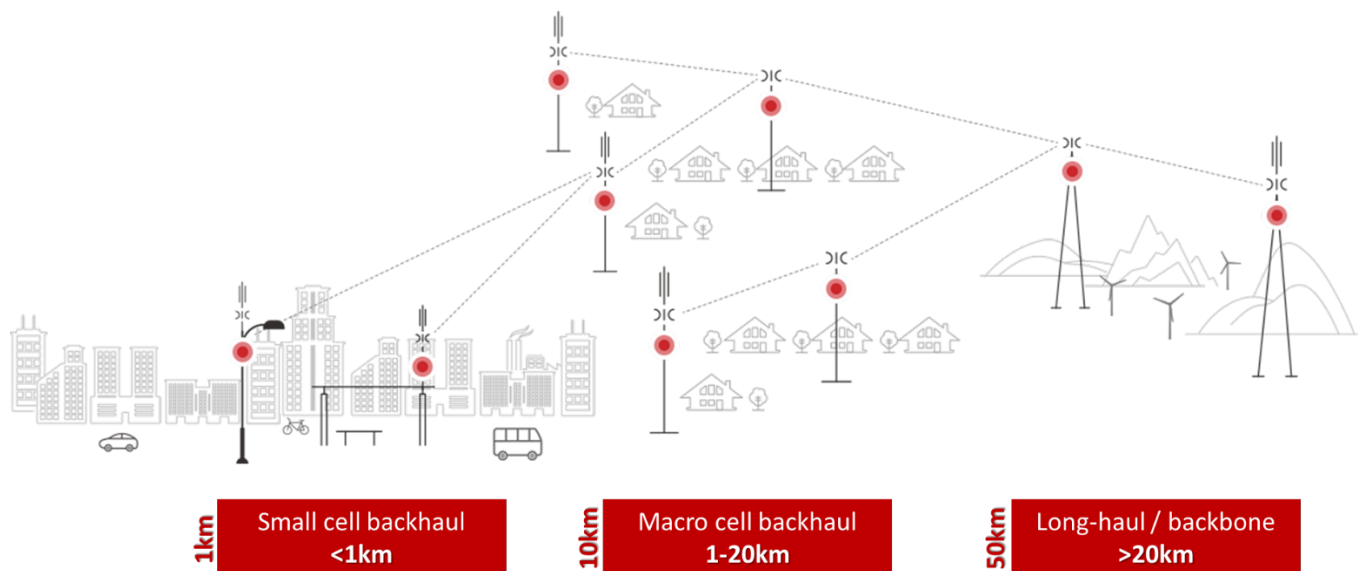 1km
Small cell backhaul
<1km
10km
Macro cell backhaul
1-20km
50km
Long-haul / backbone
>20km